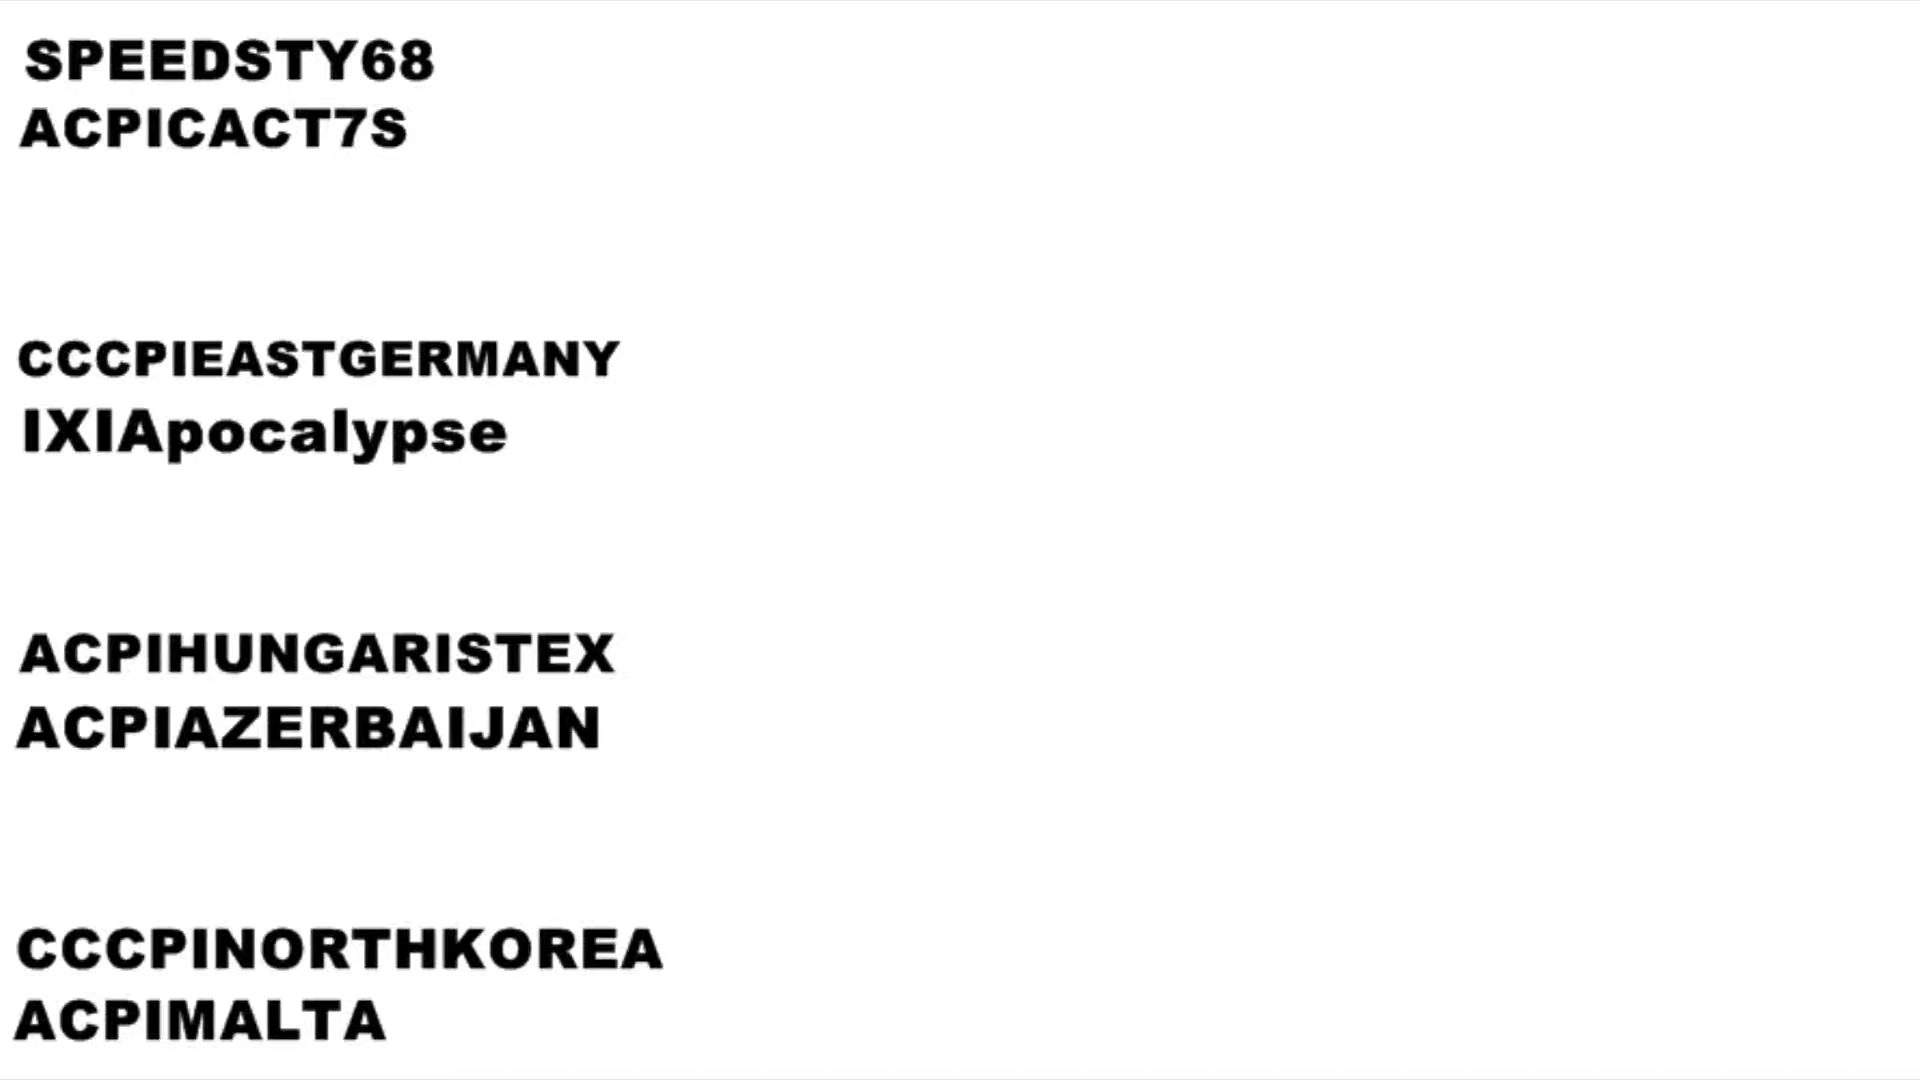 SPEEDSTY68
ACPICACT7S
CCCPIEASTGERMANY
IXIApocalypse
ACPIHUNGARISTEX
ACPIAZERBAIJAN
CCCPINORTHKOREA
ACPIMALTA